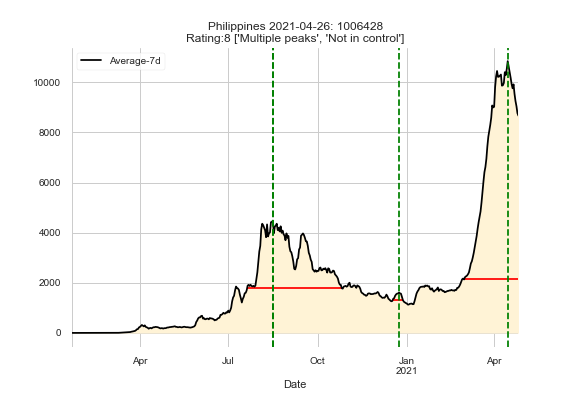 Philippines 2021-04-26: 1006428
Rating:8 ['Multiple peaks', 'Not in control']
Average-7d
10000
8000
6000
4000
2000
0
Apr
Jul
Oct
Jan
2021
Apr
Date